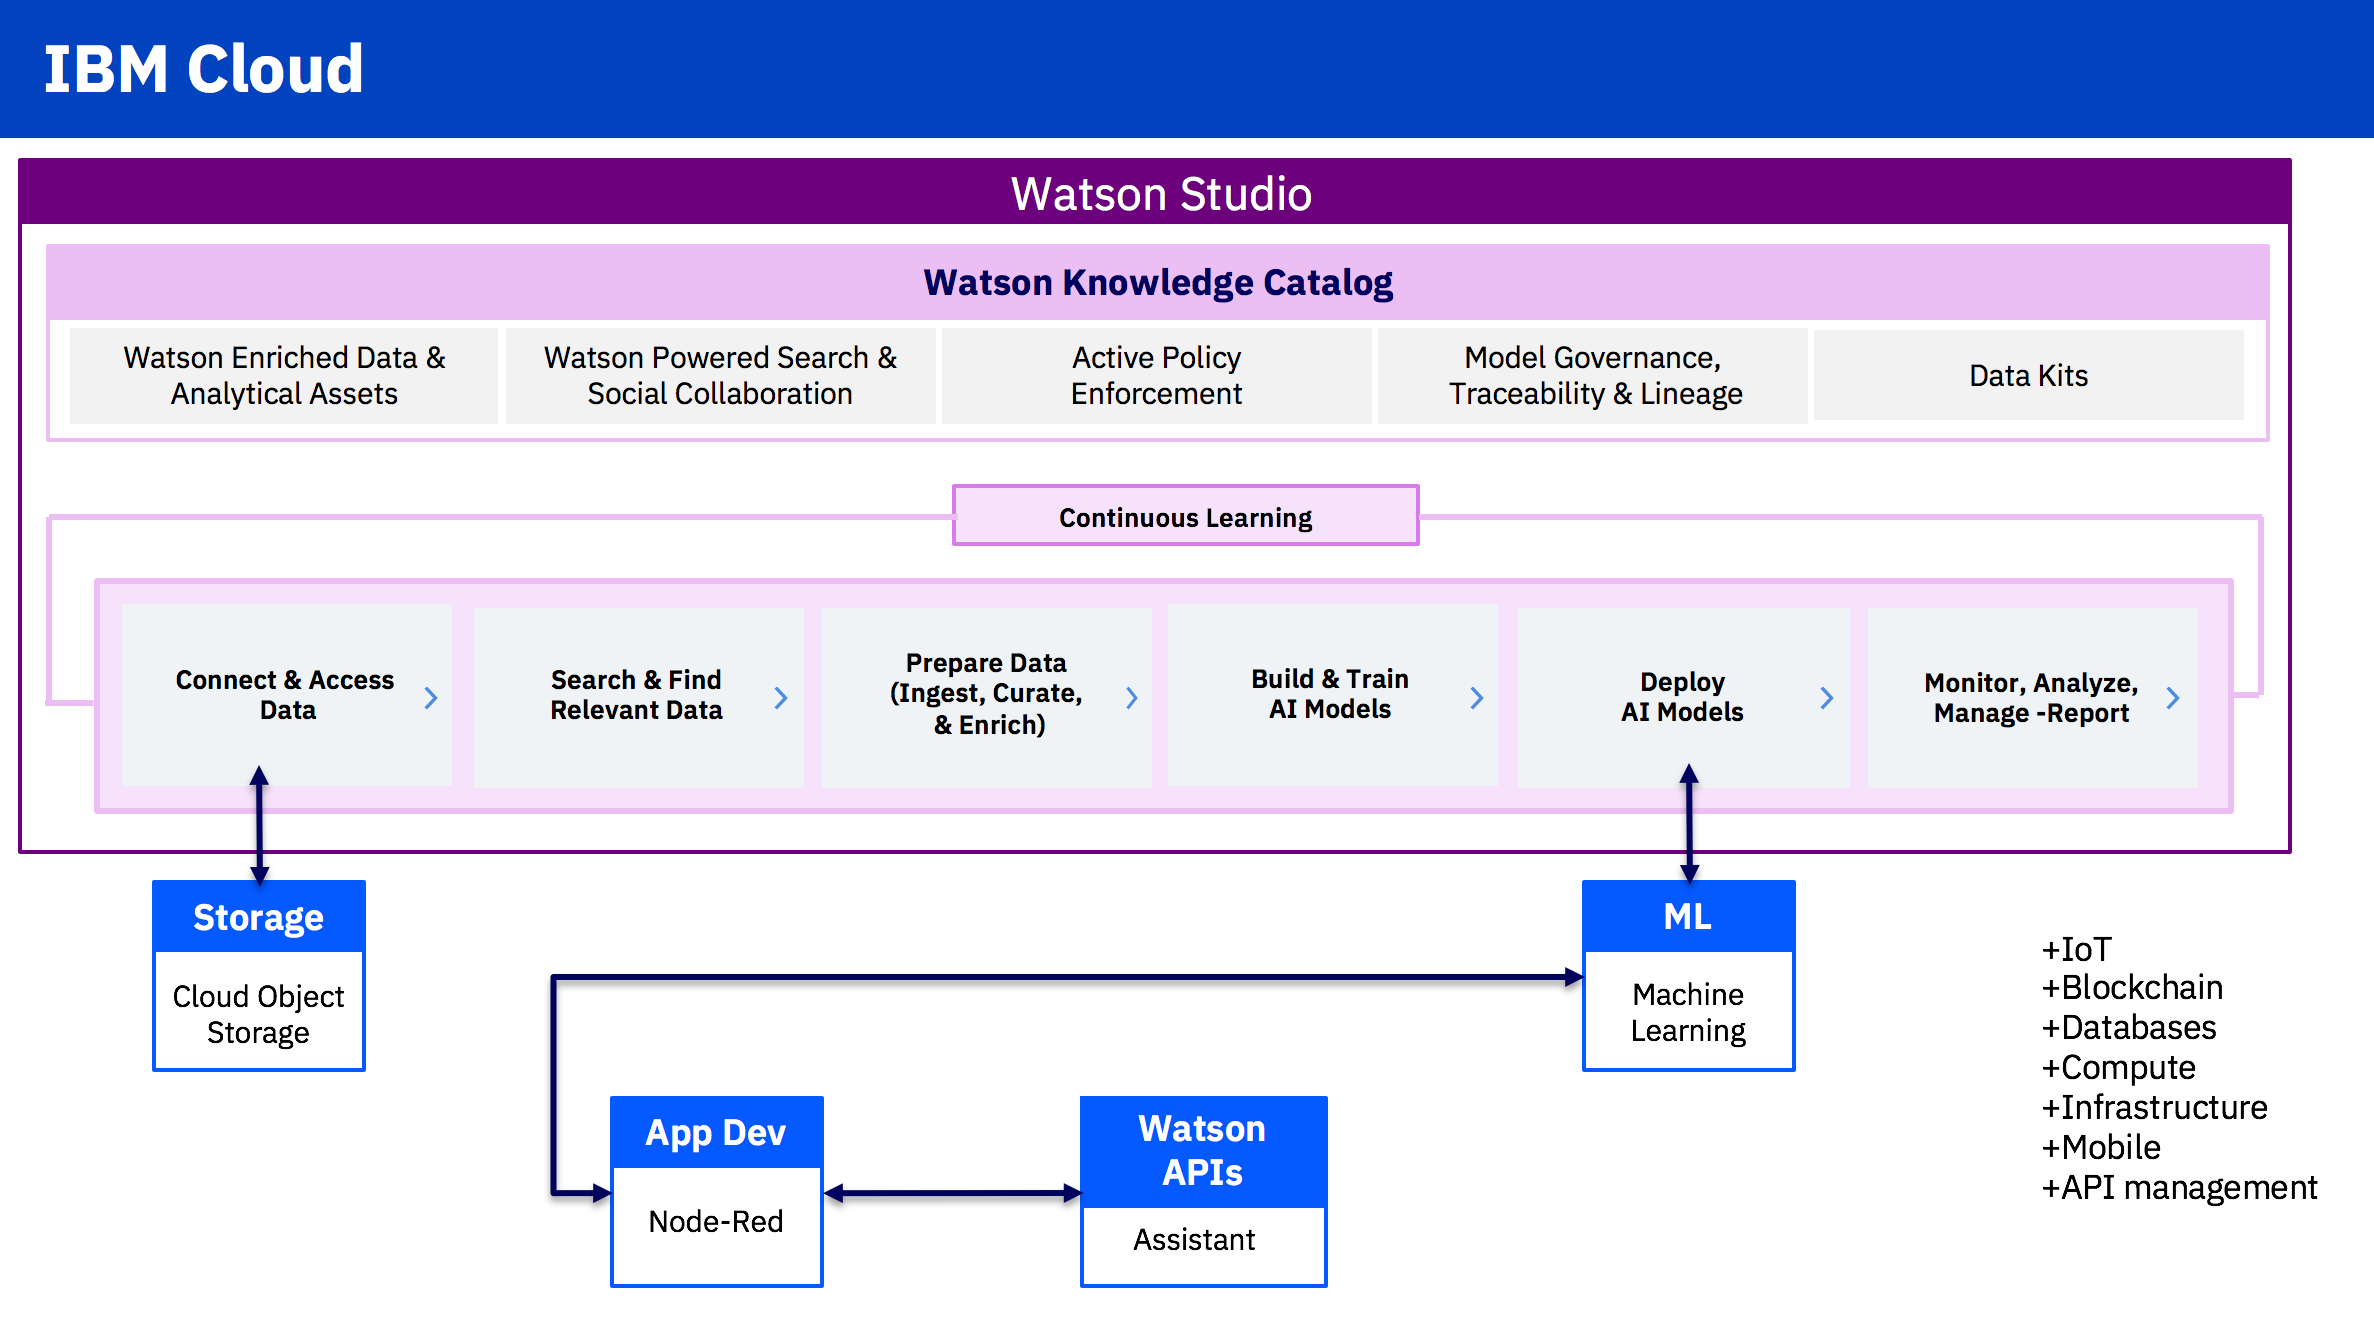 IBM Cloud
Watson Studio
Watson Knowledge Catalog
Watson Enriched Data &
Analytical Assets
Watson Powered Search &
Social Collaboration
Active Policy
Enforcement
Model Governance,
Traceability & Lineage
Data Kits
Continuous Learning
Connect & Access
Data
Search & Find
Relevant Data
Prepare Data
(Ingest, Curate,
& Enrich)
Build & Train
AI Models
Deploy
AI Models
Monitor, Analyze,
Manage -Report
Storage
Cloud Object
Storage
ML
Machine
Learning
App Dev
Node-Red
Watson
APIs
Assistant
+IoT
+Blockchain
+Databases
+Compute
+Infrastructure
+Mobile
+API management